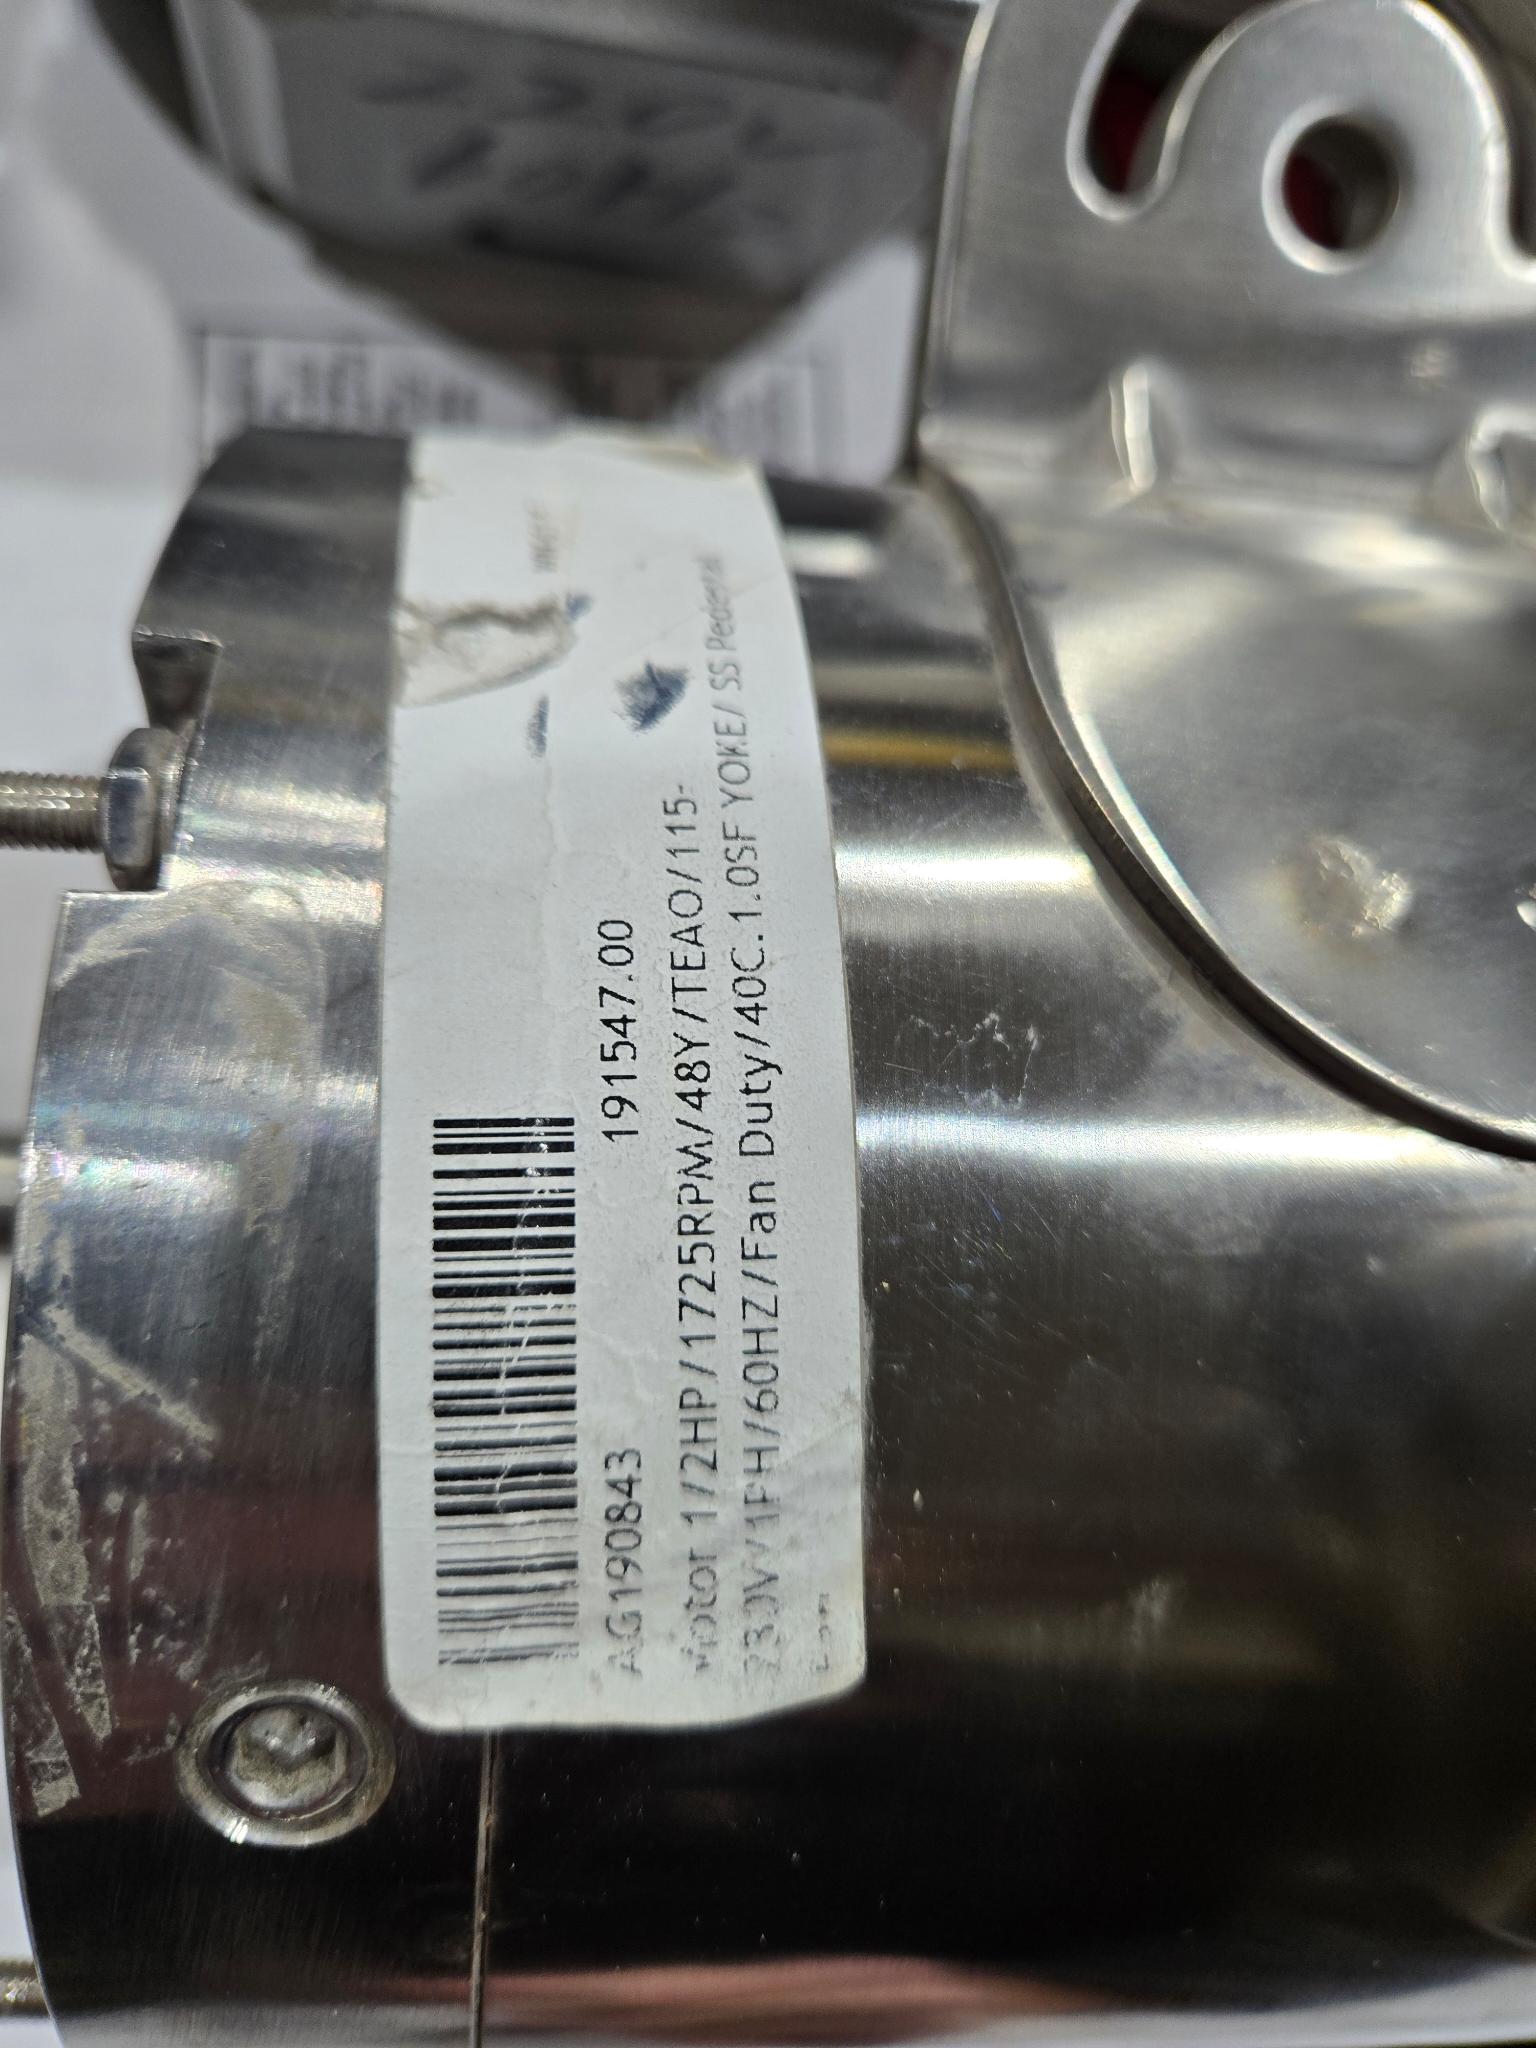 191547.00
AG190843
Motor 1/2HP/1725RPM/48Y/TEAO/115-
230V/1PH/60HZ/Fan Duty/40C.1.0SF YOKE/ SS Pedestal